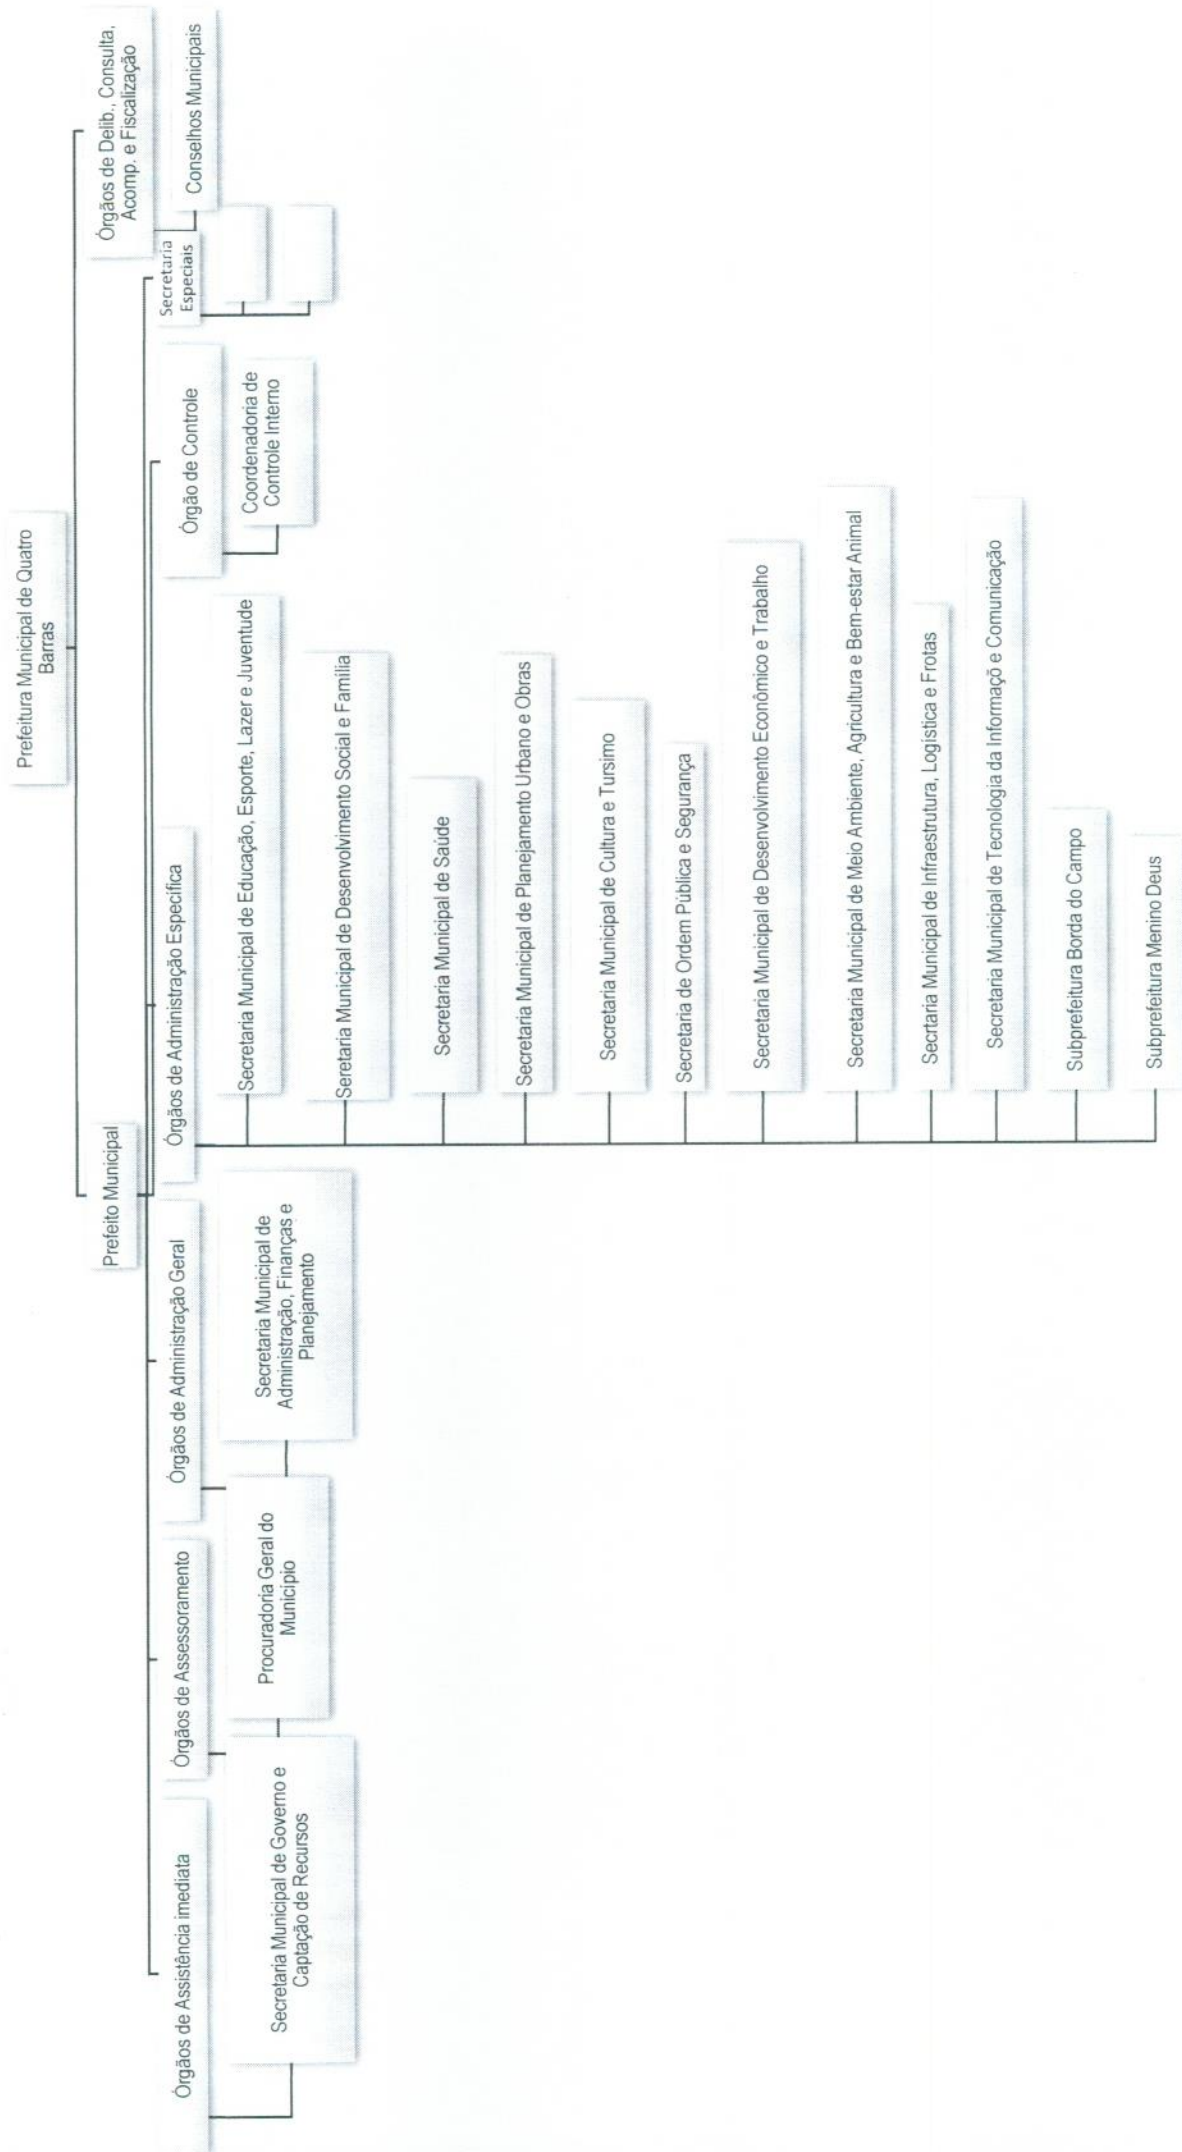 Prefeitura Municipal de Quatro
Barras
Prefeito Municipal
Órgãos de Delib., Consulta,
Acomp. e Fiscalização
Conselhos Municipais
Órgãos de Assistência imediata
Secretaria Municipal de Governo e
Captação de Recursos
Órgãos de Assessoramento
Procuradoria Geral do
Município
Órgãos de Administração Geral
Secretaria Municipal de
Administração, Finanças e
Planejamento
Órgãos de Administração Específica
Secretaria Municipal de Educação, Esporte, Lazer e Juventude
Seretaria Municipal de Desenvolvimento Social e Família
Secretaria Municipal de Saúde
Secretaria Municipal de Planejamento Urbano e Obras
Secretaria Municipal de Cultura e Tursimo
Secretaria de Ordem Pública e Segurança
Secretaria Municipal de Desenvolvimento Econômico e Trabalho
Secretaria Municipal de Meio Ambiente, Agricultura e Bem-estar Animal
Secrtaria Municipal de Infraestrutura, Logística e Frotas
Secretaria Municipal de Tecnologia da Informaçõ e Comunicação
Subprefeitura Borda do Campo
Subprefeitura Menino Deus
Órgão de Controle
Coordenadoria de
Controle Interno
Secretaria
Especiais